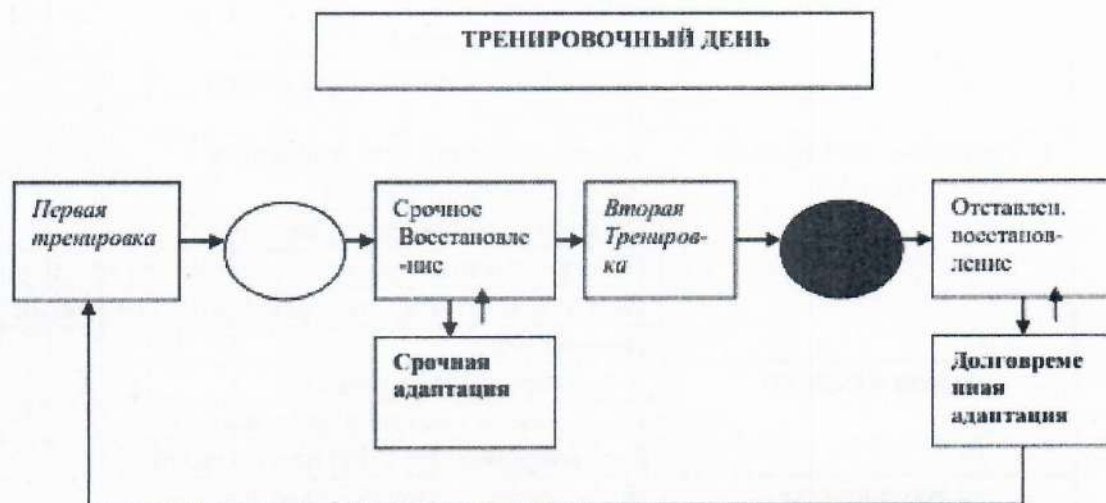 ТРЕНИРОВОЧНЫЙ ДЕНЬ
Первая
тренировка
Срочное
Восстановле
-ние
Вторая
Трениров-
ка
Отставлен.
восстанов-
ление
Срочная
адаптация
Долговреме
нная
адаптация